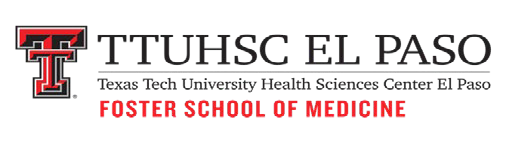 TTUHSC EL PASO
Texas Tech University Health Sciences Center El Paso
FOSTER SCHOOL OF MEDICINE